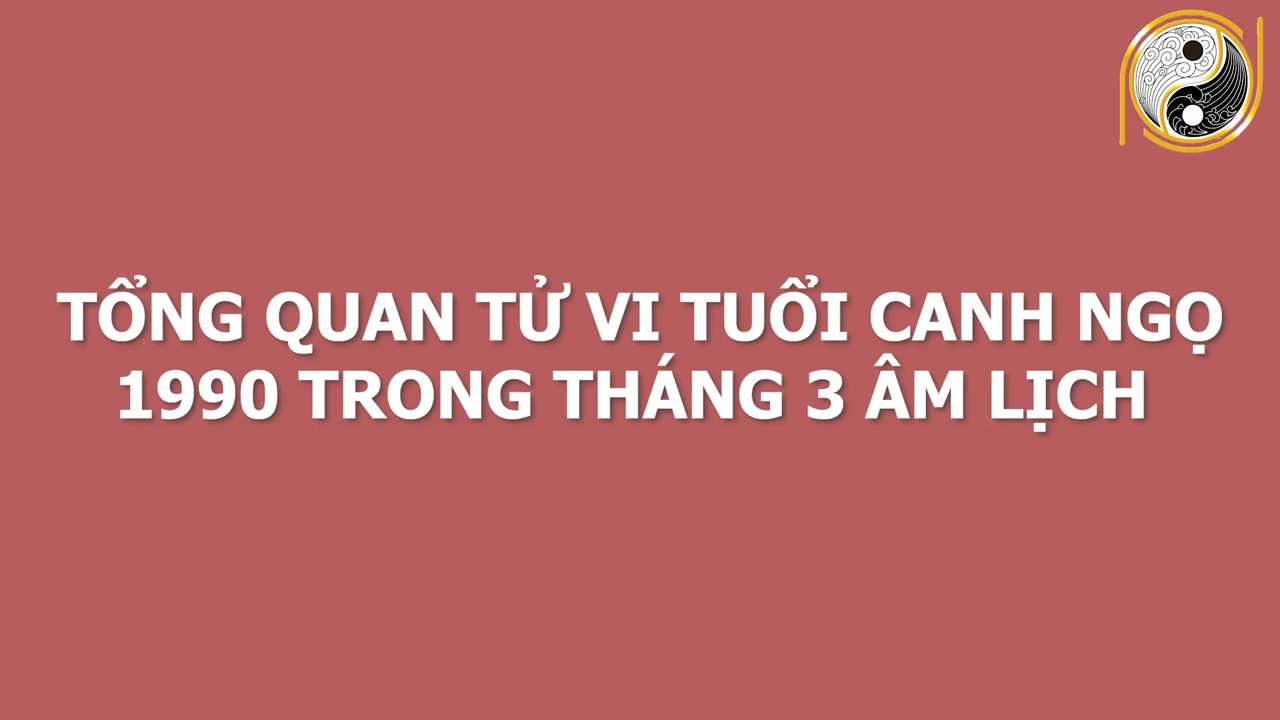 TỔNG QUAN TỬ VI TUỔI CANH NGỌ
1990 TRONG THÁNG 3 ÂM LỊCH